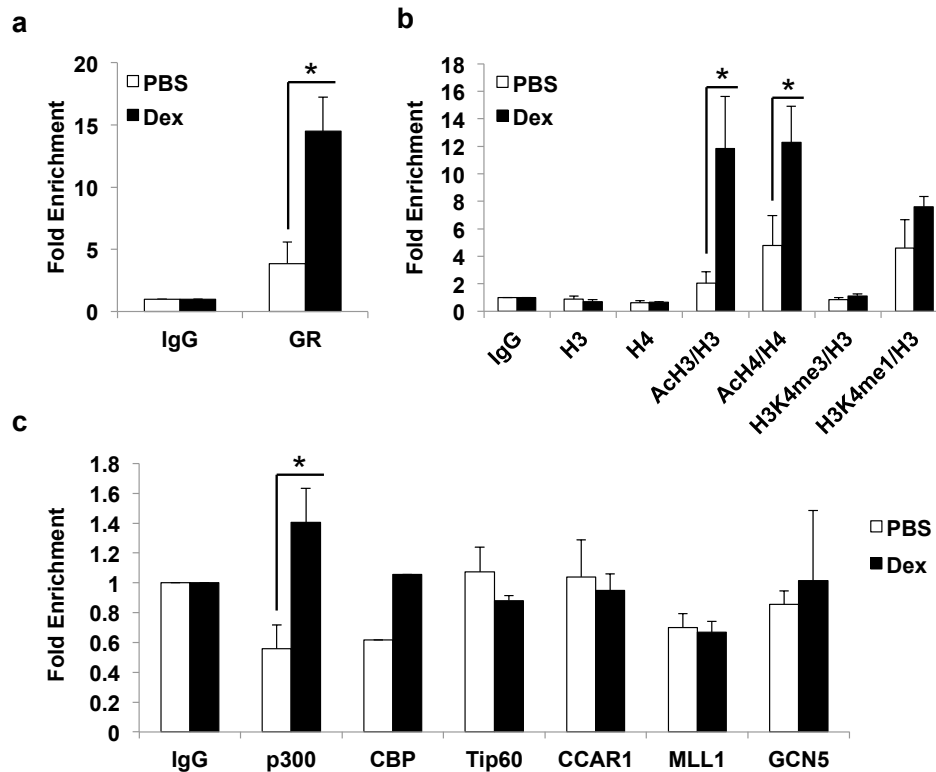 a
20
15
10
5
0
Fold Enrichment
PBS
Dex
*
IgG GR
b
18
16
14
12
10
8
6
4
2
0
Fold Enrichment
PBS
Dex
* *
IgG H3 H4 AcH3/H3 AcH4/H4 H3K4me3/H3 H3K4me1/H3
c
1.8
1.6
1.4
1.2
1
0.8
0.6
0.4
0.2
0
Fold Enrichment
*
PBS
Dex
IgG p300 CBP Tip60 CCAR1 MLL1 GCN5